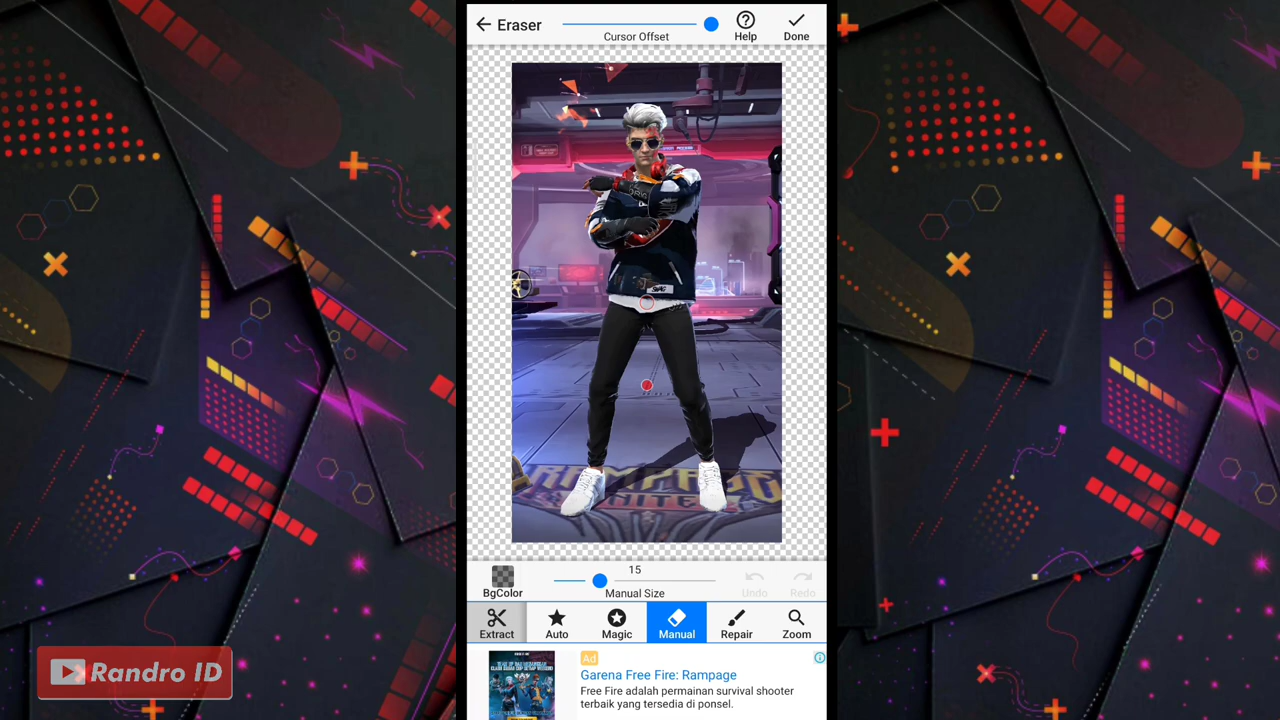 Eraser
Cursor Offset
Help
Done
SWAG
15
BgColor
Manual Size
Undo
Redo
Extract
Auto
Magic
Manual
Repair
Zoom
Ad
Garena Free Fire: Rampage
Free Fire adalah permainan survival shooter
terbaik yang tersedia di ponsel.
Randro ID